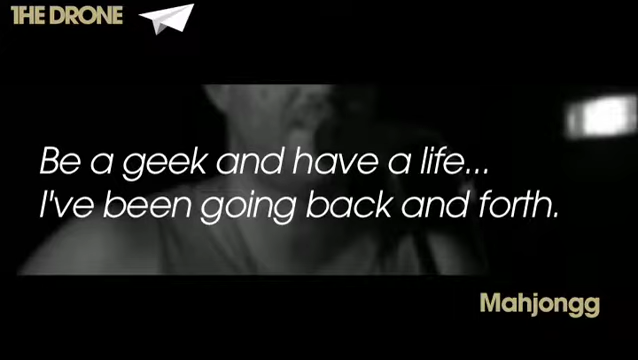 THE DRONE
Be a geek and have a life...
I've been going back and forth.
Mahjongg